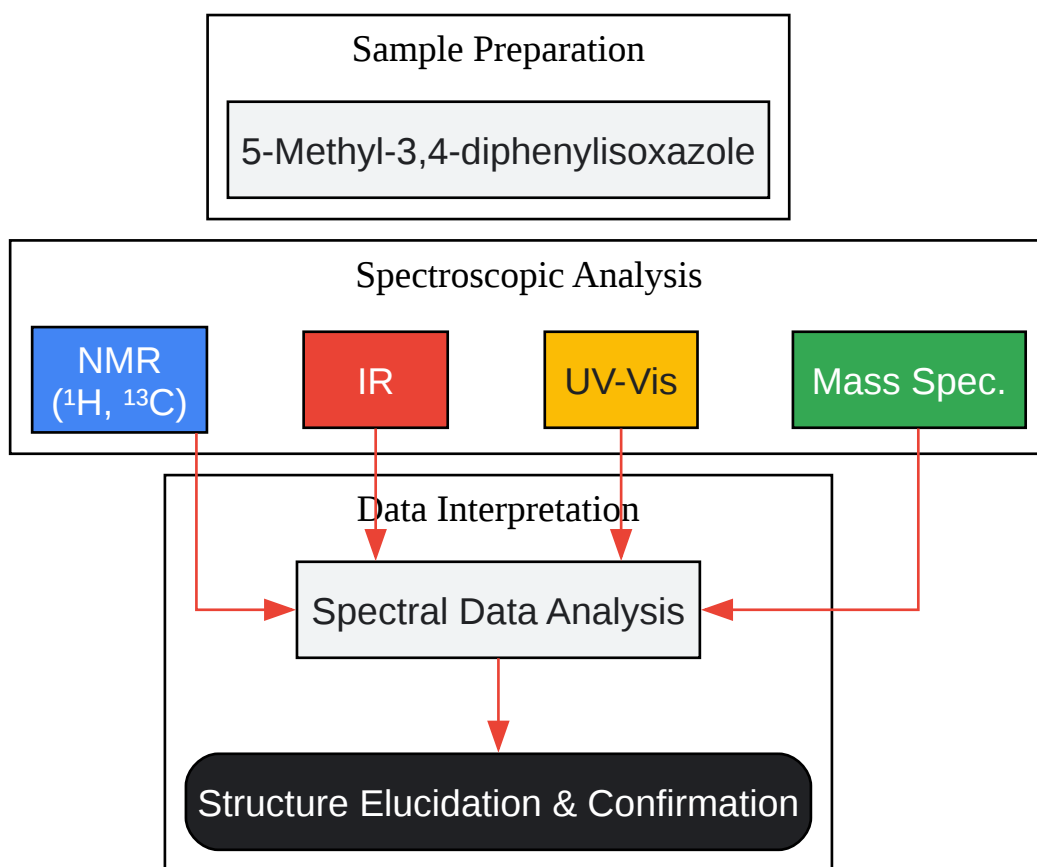 Sample Preparation
5-Methyl-3,4-diphenylisoxazole
Spectroscopic Analysis
NMR
(¹H, ¹³C)
IR
UV-Vis
Mass Spec.
Data Interpretation
Spectral Data Analysis
Structure Elucidation & Confirmation